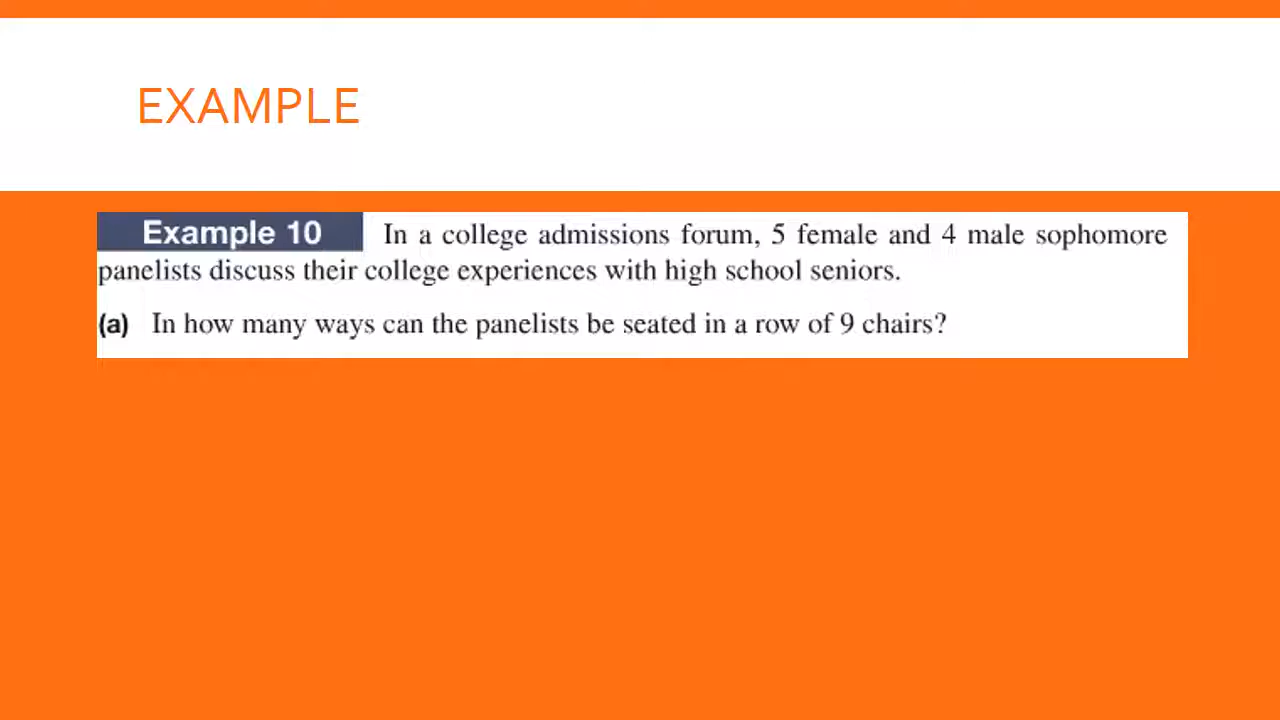 EXAMPLE
Example 10 In a college admissions forum, 5 female and 4 male sophomore
panelists discuss their college experiences with high school seniors.
(a) In how many ways can the panelists be seated in a row of 9 chairs?